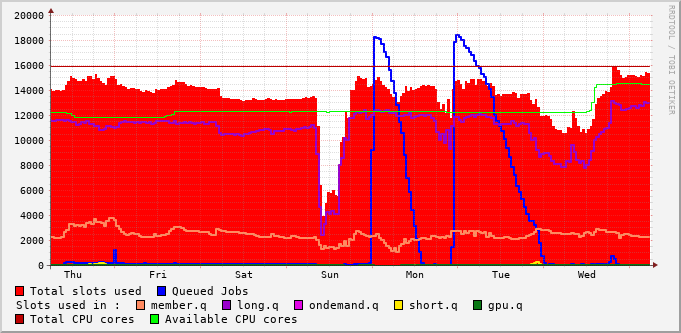 RRDTOOL / TOBI OETIKER
20000
18000
16000
14000
12000
10000
8000
6000
4000
2000
0
Thu Fri Sat Sun Mon Tue Wed
Total slots used Queued Jobs
Slots used in : member.q long.q ondemand.q short.q gpu.q
Total CPU cores Available CPU cores